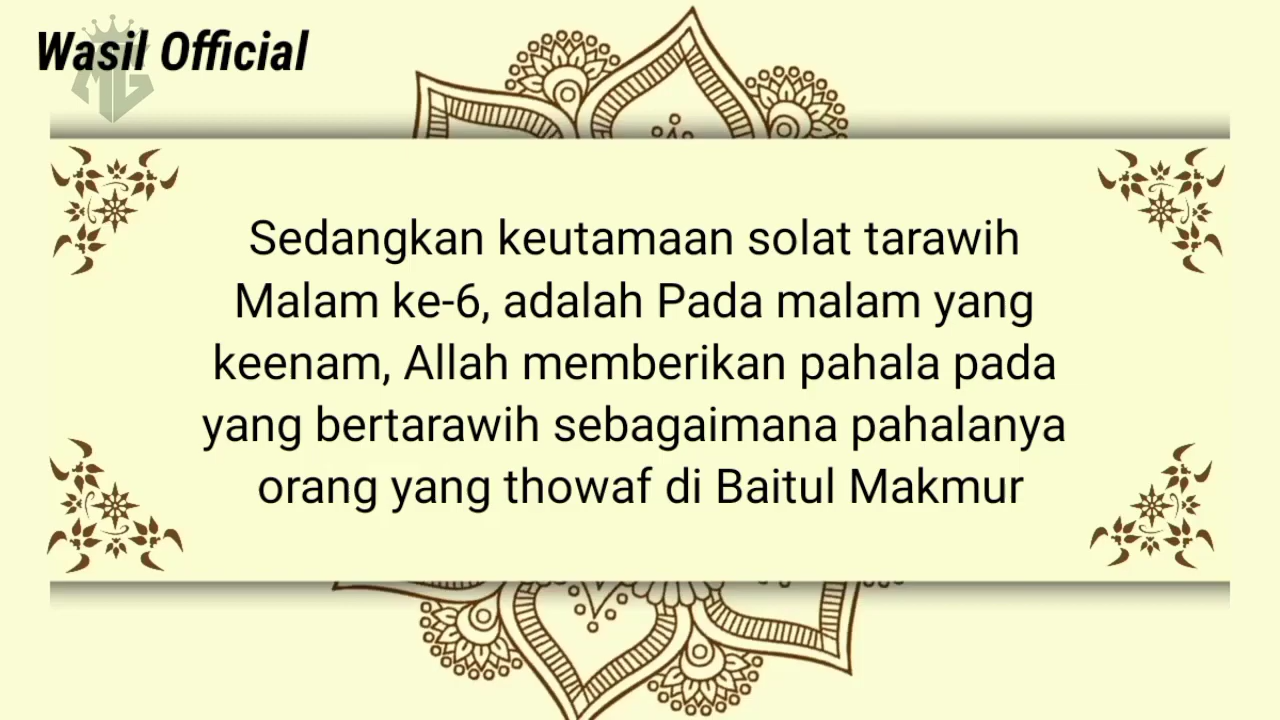 Wasil Official
MG
Sedangkan keutamaan solat tarawih
Malam ke-6, adalah Pada malam yang
keenam, Allah memberikan pahala pada
yang bertarawih sebagaimana pahalanya
orang yang thowaf di Baitul Makmur